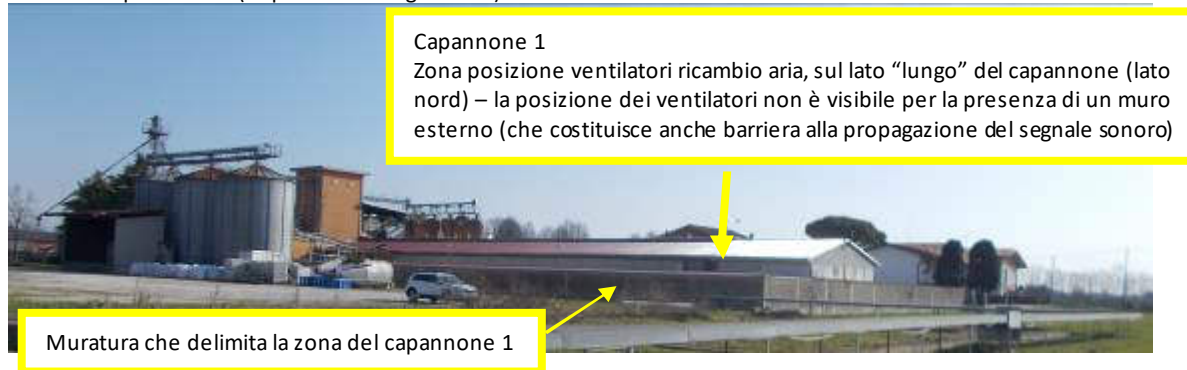 Capannone 1
Zona posizione ventilatori ricambio aria, sul lato “lungo” del capannone (lato
nord) – la posizione dei ventilatori non è visibile per la presenza di un muro
esterno (che costituisce anche barriera alla propagazione del segnale sonoro)
Muratura che delimita la zona del capannone 1